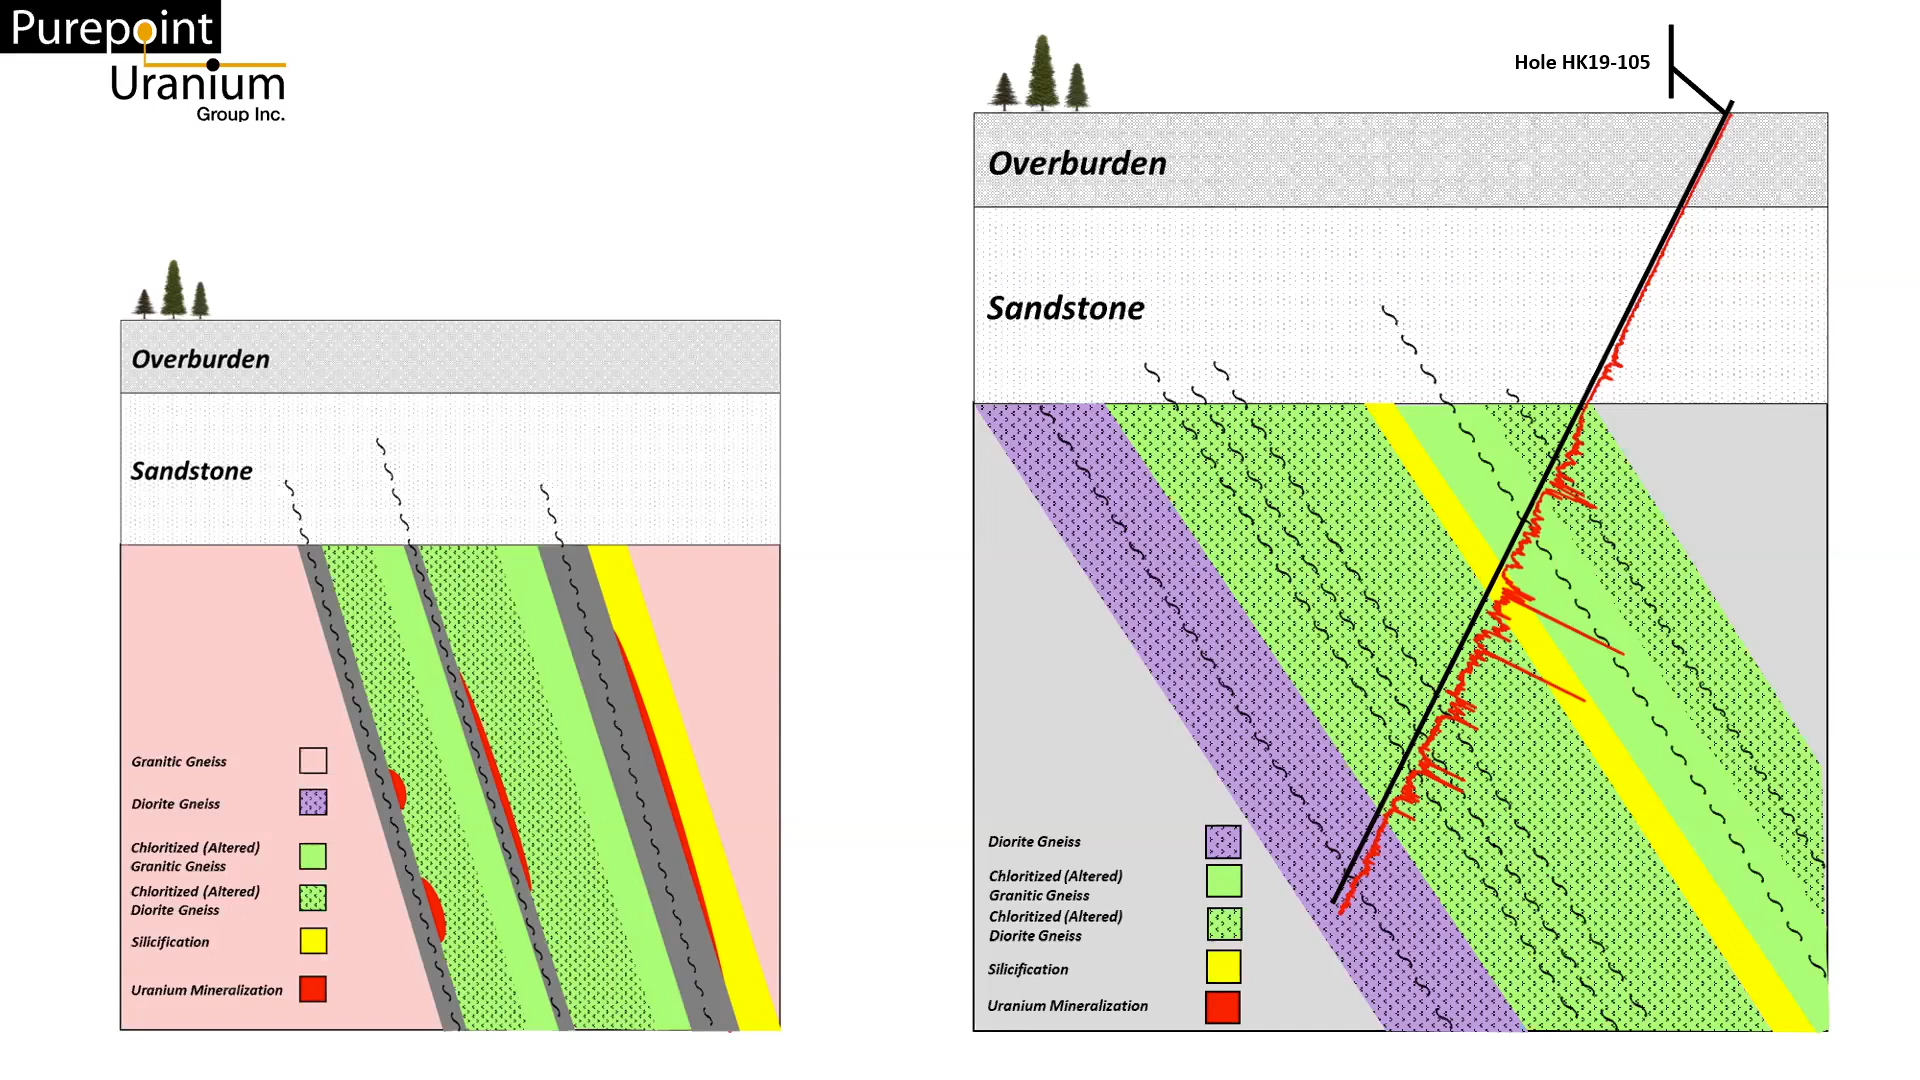 Purepoint
Uranium
Group Inc.
Overburden
Sandstone
Granitic Gneiss
Diorite Gneiss
Chloritized (Altered)
Granitic Gneiss
Chloritized (Altered)
Diorite Gneiss
Silicification
Uranium Mineralization
Hole HK19-105
Overburden
Sandstone
Diorite Gneiss
Chloritized (Altered)
Granitic Gneiss
Chloritized (Altered)
Diorite Gneiss
Silicification
Uranium Mineralization